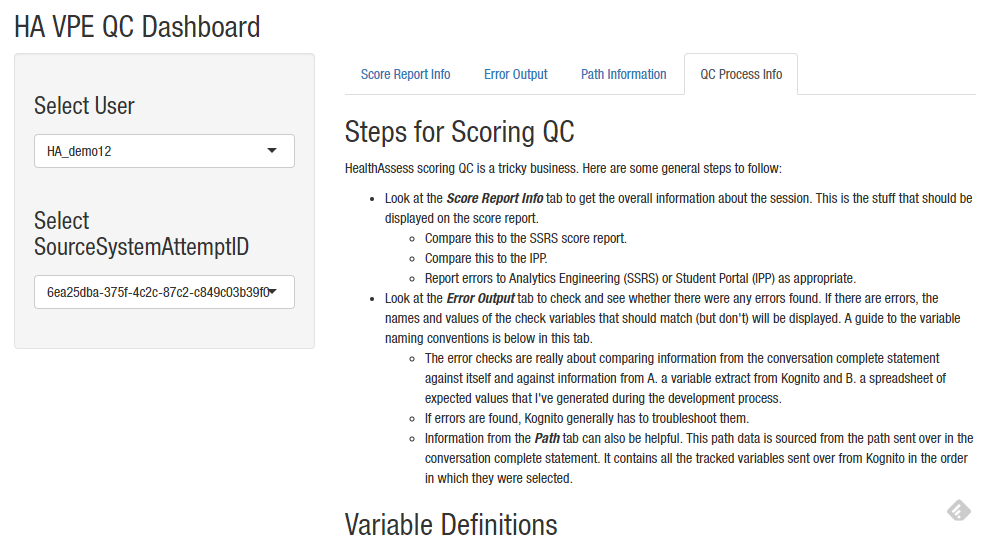 HA VPE QC Dashboard
Score Report Info
Error Output
Path Information
QC Process Info
Select User
HA_demo12
Select
SourceSystemAttemptID
6ea25dba-375f-4c2c-87c2-c849c03b39f0
Steps for Scoring QC
HealthAssess scoring QC is a tricky business. Here are some general steps to follow:
Look at the Score Report Info tab to get the overall information about the session. This is the stuff that should be
displayed on the score report.
Compare this to the SSRS score report.
Compare this to the IPP.
Report errors to Analytics Engineering (SSRS) or Student Portal (IPP) as appropriate.
Look at the Error Output tab to check and see whether there were any errors found. If there are errors, the
names and values of the check variables that should match (but don't) will be displayed. A guide to the variable
naming conventions is below in this tab.
The error checks are really about comparing information from the conversation complete statement
against itself and against information from A. a variable extract from Kognito and B. a spreadsheet of
expected values that I've generated during the development process.
If errors are found, Kognito generally has to troubleshoot them.
Information from the Path tab can also be helpful. This path data is sourced from the path sent over in the
conversation complete statement. It contains all the tracked variables sent over from Kognito in the order
in which they were selected.
Variable Definitions